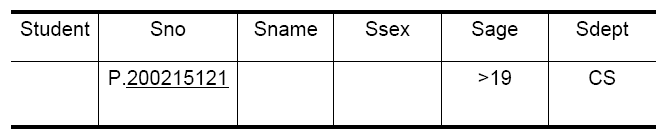 Student Sno Sname Ssex Sage Sdept
P.200215121 >19 CS